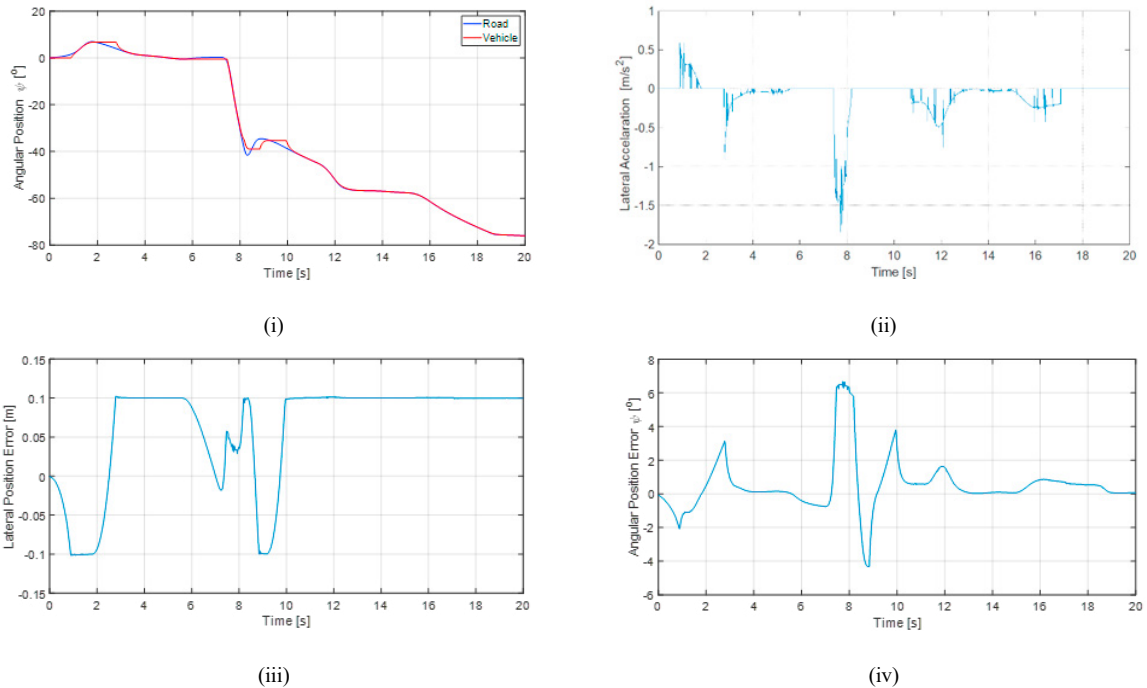 20
0
-20
-40
-60
-80
0 2 4 6 8 10 12 14 16 18 20
Angular Position ψ [°]
Time [s]
Road
Vehicle
(i)
1
0.5
0
-0.5
-1
-1.5
-2
0 2 4 6 8 10 12 14 16 18 20
Lateral Accelaration [m/s²]
Time [s]
(ii)
0.15
0.1
0.05
0
-0.05
-0.1
-0.15
0 2 4 6 8 10 12 14 16 18 20
Lateral Position Error [m]
Time [s]
(iii)
8
6
4
2
0
-2
-4
-6
0 2 4 6 8 10 12 14 16 18 20
Angular Position Error ψ [°]
Time [s]
(iv)